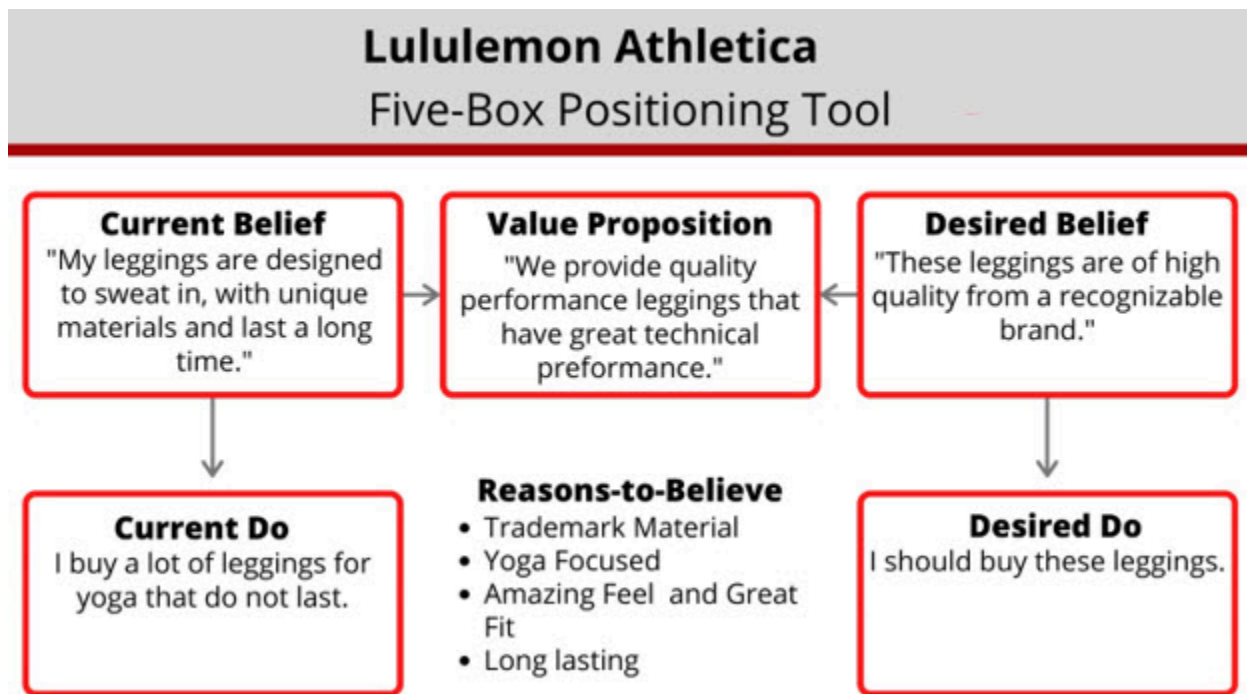 Lululemon Athletica
Five-Box Positioning Tool
Current Belief
"My leggings are designed
to sweat in, with unique
materials and last a long
time."
Value Proposition
"We provide quality
performance leggings that
have great technical
preformance."
Desired Belief
"These leggings are of high
quality from a recognizable
brand."
Current Do
I buy a lot of leggings for
yoga that do not last.
Reasons-to-Believe
• Trademark Material
• Yoga Focused
• Amazing Feel and Great
Fit
• Long lasting
Desired Do
I should buy these leggings.